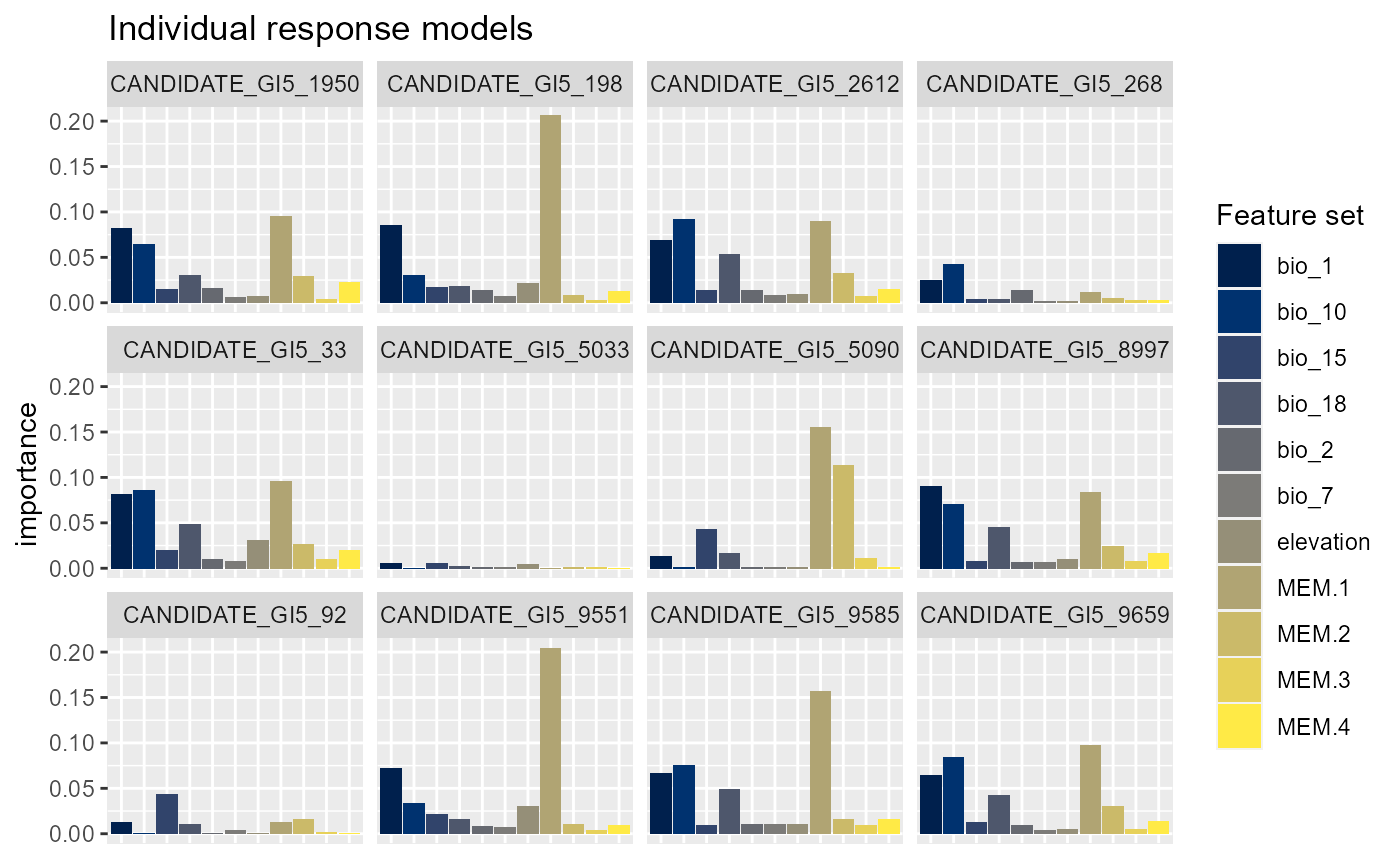 Individual response models
CANDIDATE_GI5_1950 CANDIDATE_GI5_198 CANDIDATE_GI5_2612 CANDIDATE_GI5_268
0.20
0.15
0.10
0.05
0.00
CANDIDATE_GI5_33 CANDIDATE_GI5_5033 CANDIDATE_GI5_5090 CANDIDATE_GI5_8997
0.20
0.15
0.10
0.05
0.00
CANDIDATE_GI5_92 CANDIDATE_GI5_9551 CANDIDATE_GI5_9585 CANDIDATE_GI5_9659
0.20
0.15
0.10
0.05
0.00
importance
Feature set
bio_1
bio_10
bio_15
bio_18
bio_2
bio_7
elevation
MEM.1
MEM.2
MEM.3
MEM.4